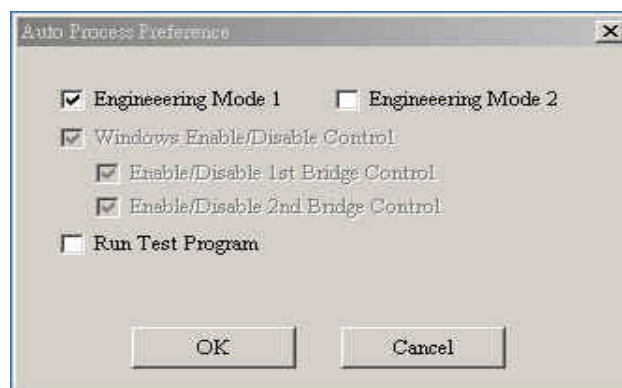 Auto Process Preference
Engineeering Mode 1 Engineeering Mode 2
Windows Enable/Disable Control
Enable/Disable 1st Bridge Control
Enable/Disable 2nd Bridge Control
Run Test Program
OK Cancel